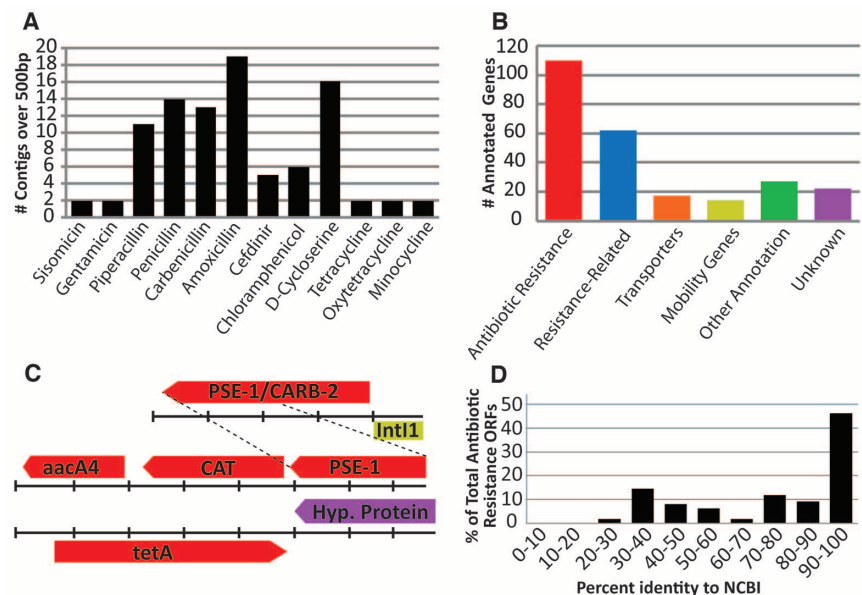 A
# Contigs over 500bp
20
18
16
14
12
10
8
6
4
2
0
Sisomicin
Gentamicin
Piperacillin
Penicillin
Carbenicillin
Amoxicillin
Cefdinir
Chloramphenicol
D-Cycloserine
Tetracycline
Oxytetracycline
Minocycline
B
# Annotated Genes
120
100
80
60
40
20
0
Antibiotic Resistance
Resistance-Related
Transporters
Mobility Genes
Other Annotation
Unknown
C
PSE-1/CARB-2
IntI1
aacA4 CAT PSE-1
Hyp. Protein
tetA
D
% of Total Antibiotic
Resistance ORFs
50
40
30
20
10
0
0-10
10-20
20-30
30-40
40-50
50-60
60-70
70-80
80-90
90-100
Percent identity to NCBI